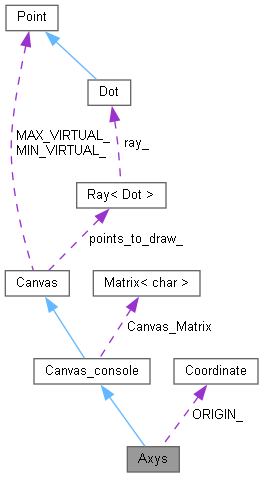 Point
Dot
MAX_VIRTUAL_
MIN_VIRTUAL_
ray_
Ray< Dot >
points_to_draw_
Canvas
Matrix< char >
Canvas_Matrix
Canvas_console
Coordinate
ORIGIN_
Axys